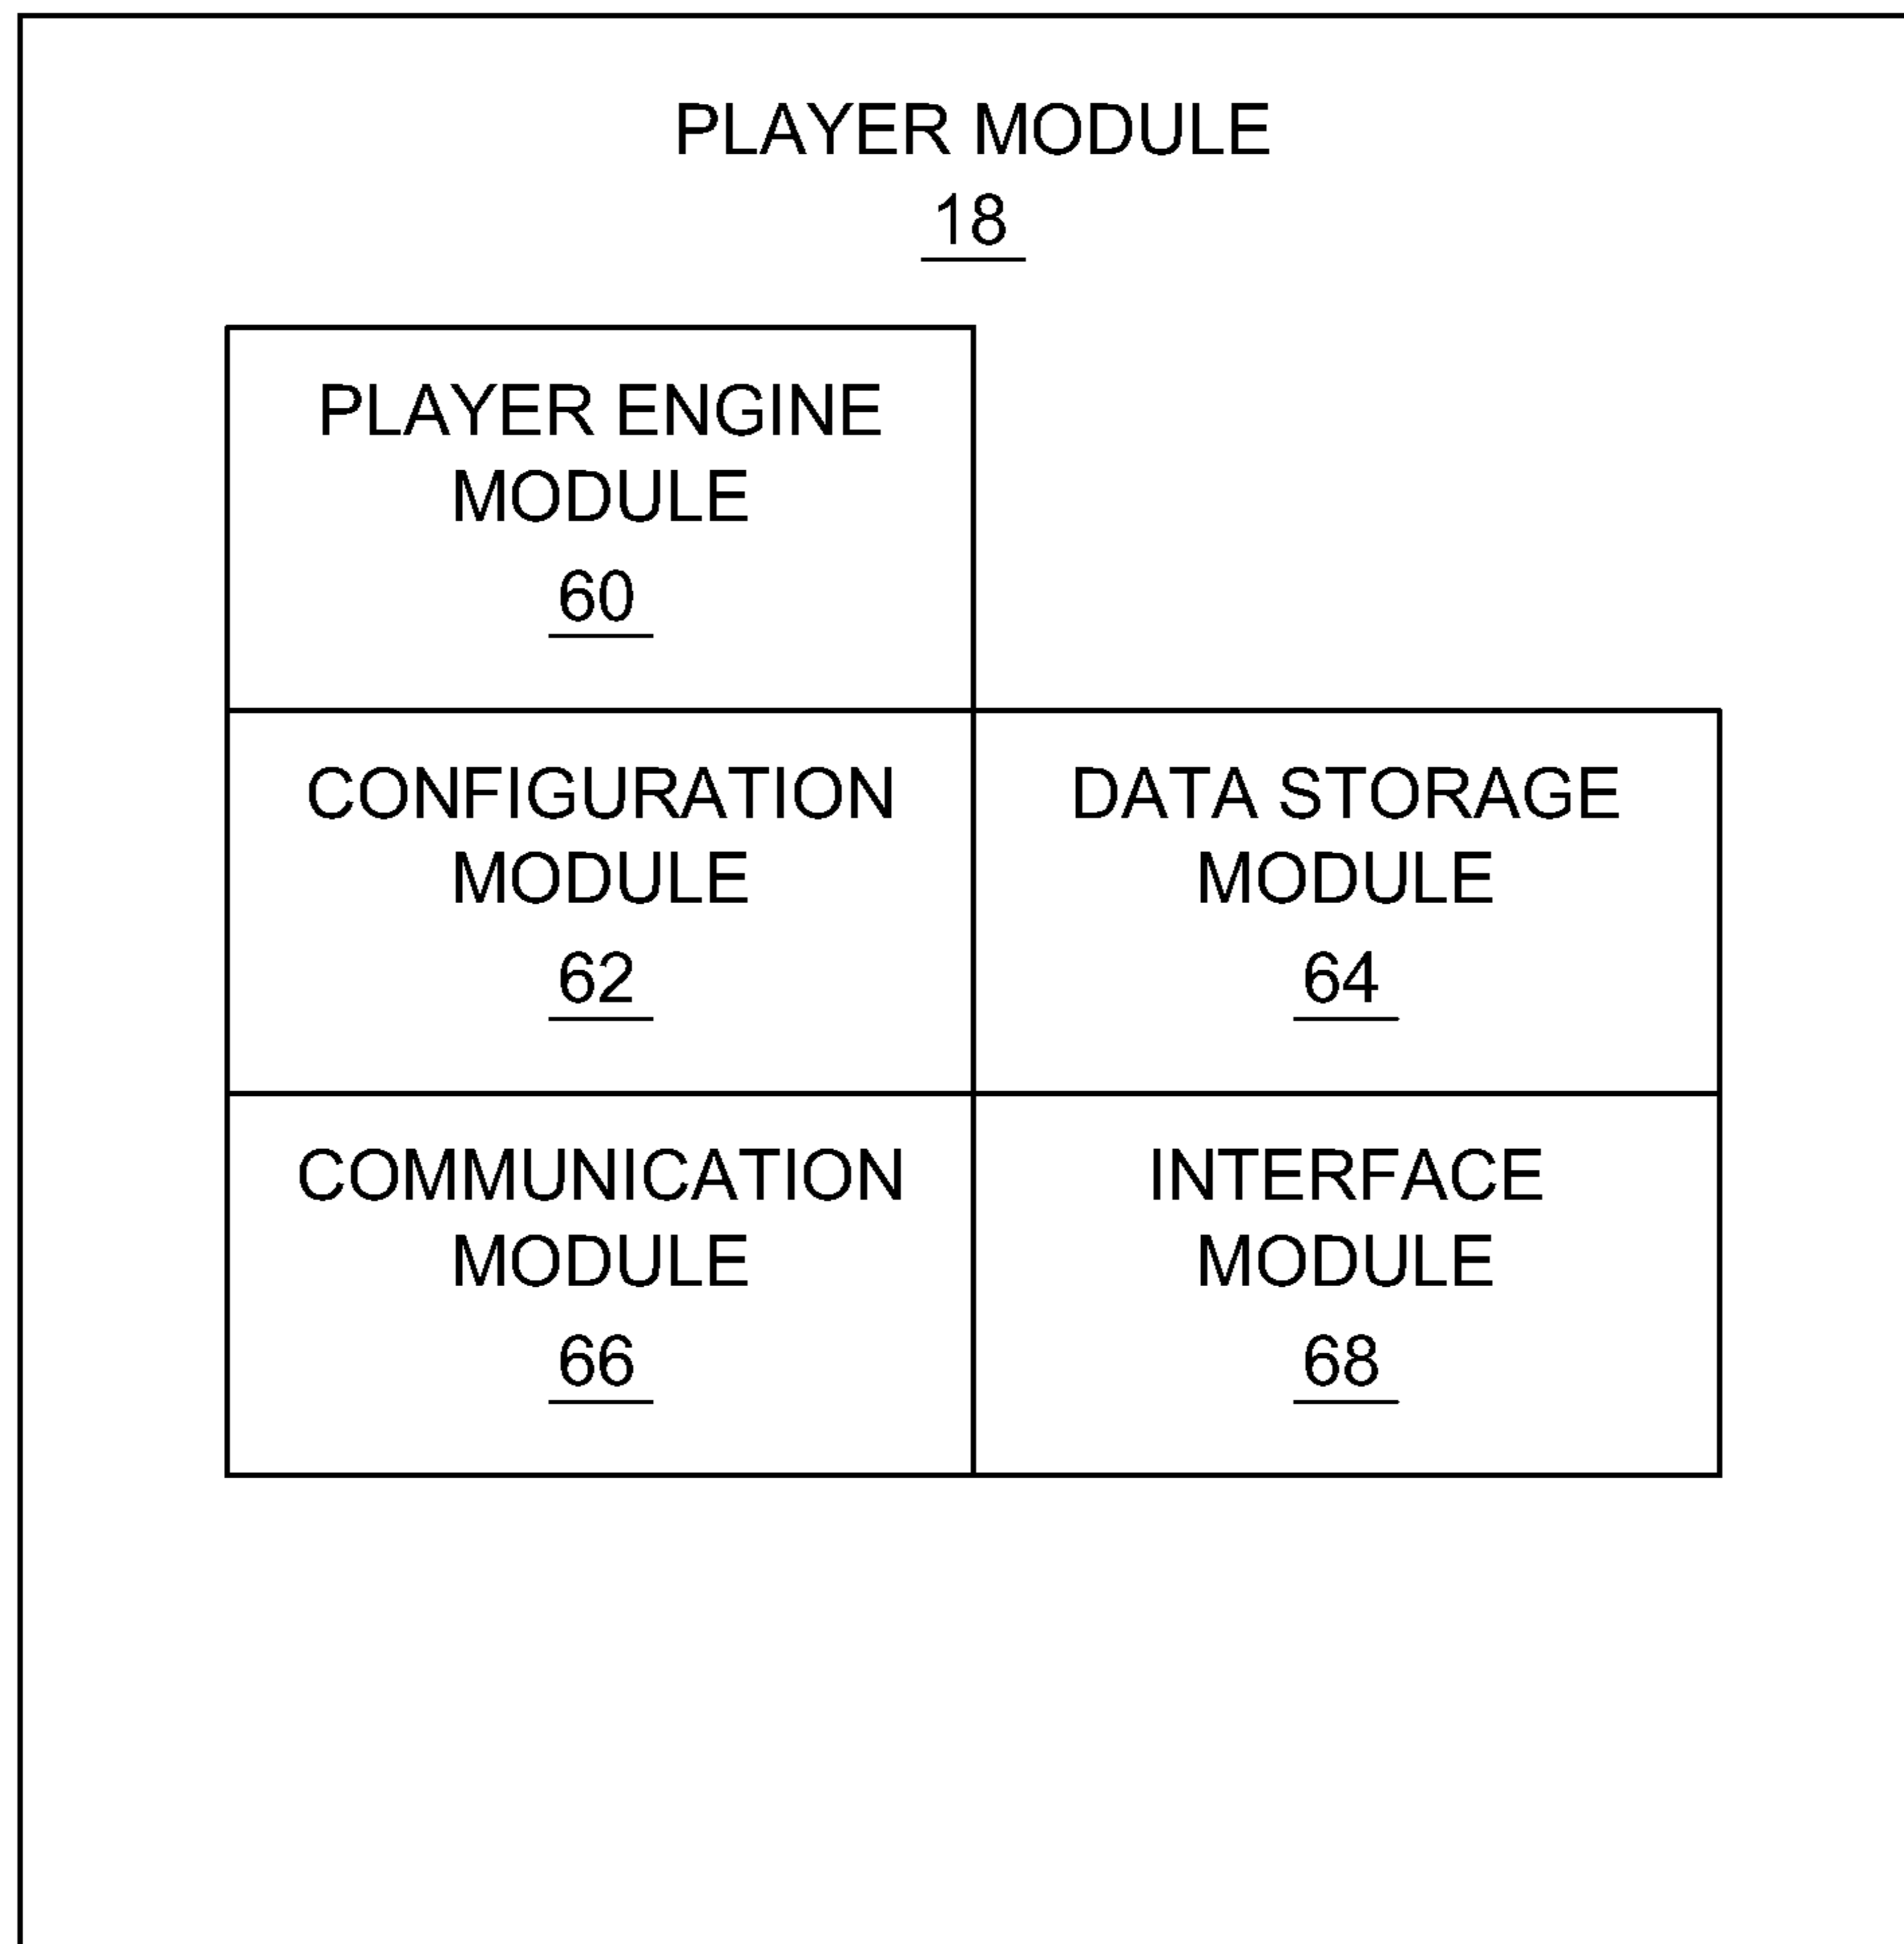 PLAYER MODULE
18
PLAYER ENGINE
MODULE
60
CONFIGURATION
MODULE
62
DATA STORAGE
MODULE
64
COMMUNICATION
MODULE
66
INTERFACE
MODULE
68